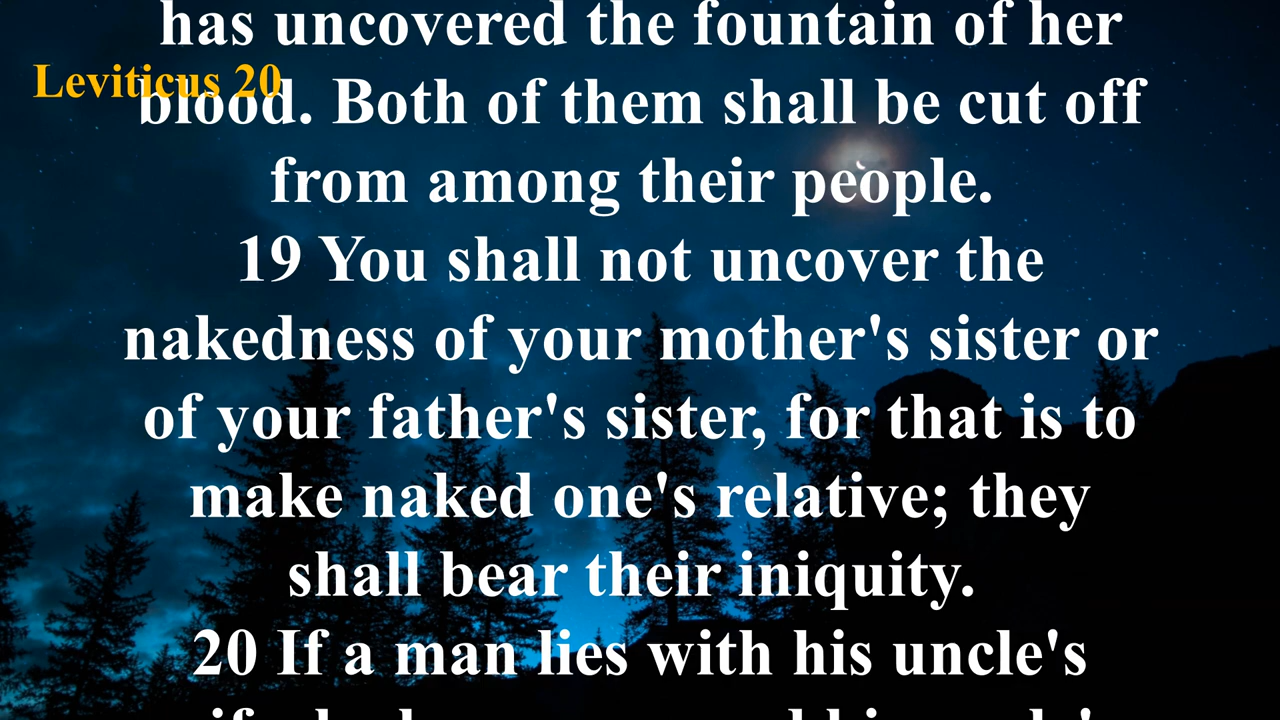 has uncovered the fountain of her
Leviticus 20
blood. Both of them shall be cut off
from among their people.
19 You shall not uncover the
nakedness of your mother's sister or
of your father's sister, for that is to
make naked one's relative; they
shall bear their iniquity.
20 If a man lies with his uncle's